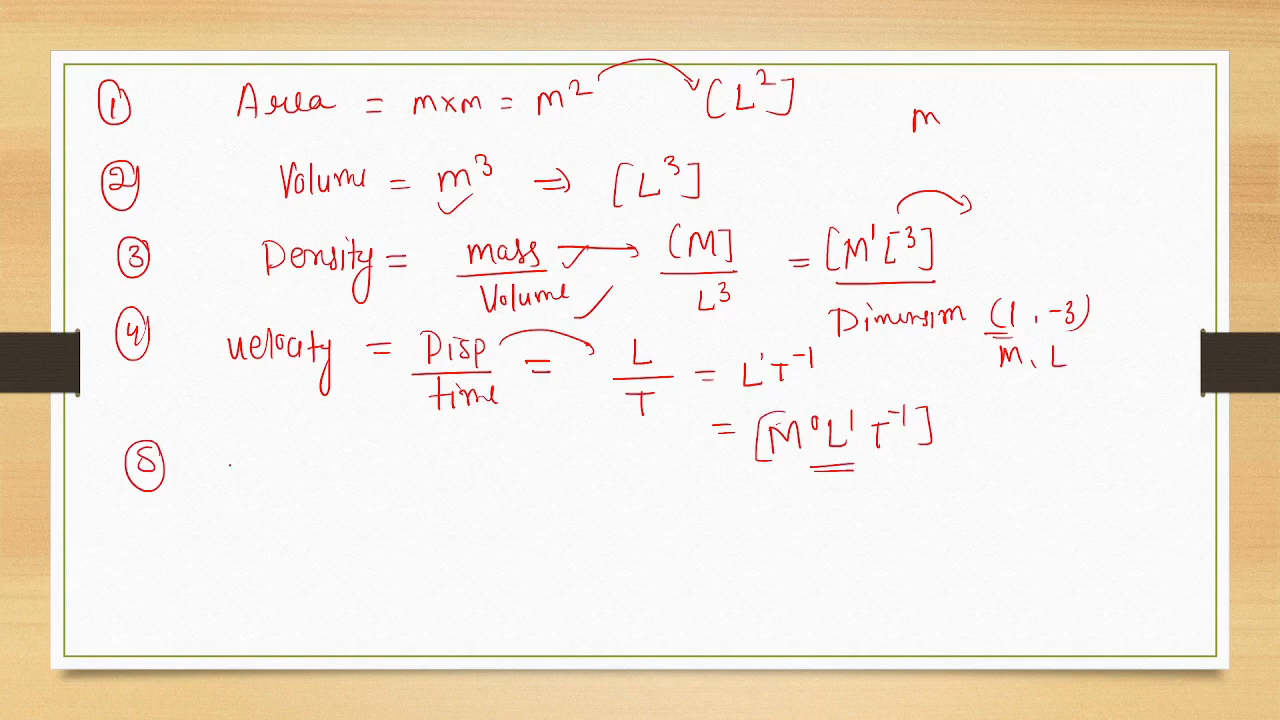 ① Area = m×m = m² [L²]
m
② Volume = m³ ⇒ [L³]
③ Density = mass/Volume → [M]/L³ = [M¹L⁻³]
Dimension (1, -3)
M, L
④ velocity = Disp/time = L/T = L¹T⁻¹
= [M⁰L¹T⁻¹]
⑤